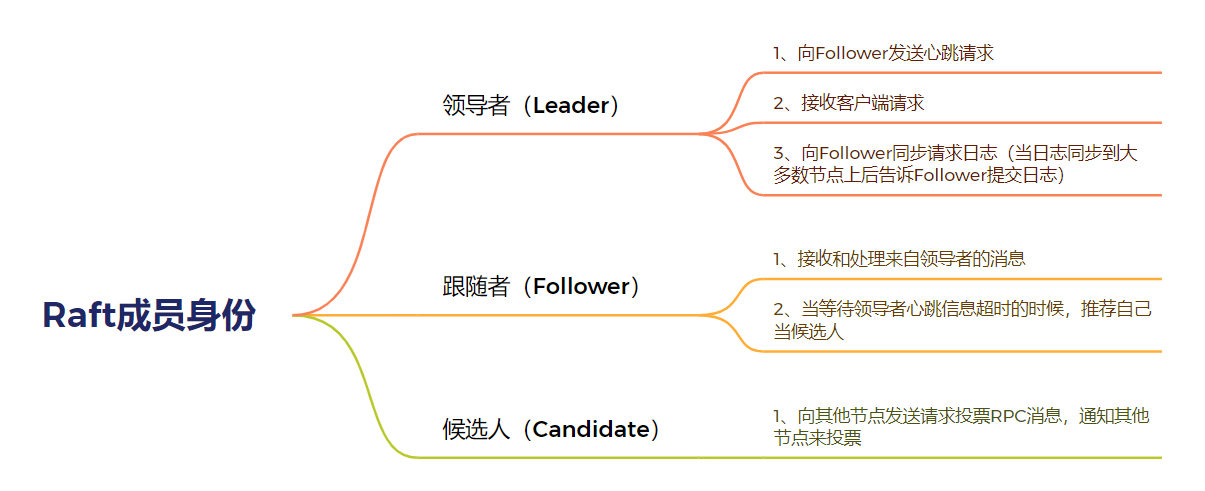 Raft成员身份
领导者（Leader）
1、向Follower发送心跳请求
2、接收客户端请求
3、向Follower同步请求日志（当日志同步到大
多数节点上后告诉Follower提交日志）
跟随者（Follower）
1、接收和处理来自领导者的消息
2、当等待领导者心跳信息超时的时候，推荐自己
当候选人
候选人（Candidate）
1、向其他节点发送请求投票RPC消息，通知其他
节点来投票